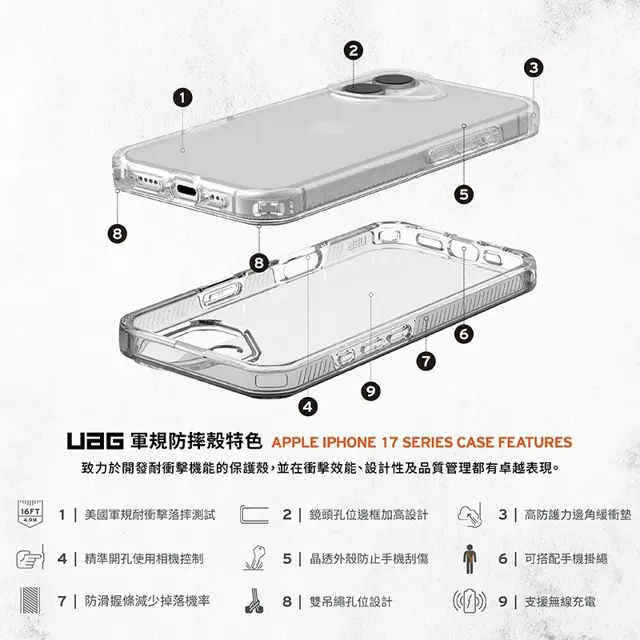 2
3
1
5
8
8
UAG
6
7
9
4
UAG 軍規防摔殼特色 APPLE IPHONE 17 SERIES CASE FEATURES
致力於開發耐衝擊機能的保護殼，並在衝擊效能、設計性及品質管理都有卓越表現。
16FT 4.9M 1 | 美國軍規耐衝擊落摔測試 2 | 鏡頭孔位邊框加高設計 3 | 高防護力邊角緩衝墊
4 | 精準開孔使用相機控制 5 | 晶透外殼防止手機刮傷 6 | 可搭配手機掛繩
7 | 防滑握條減少掉落機率 8 | 雙吊繩孔位設計 9 | 支援無線充電